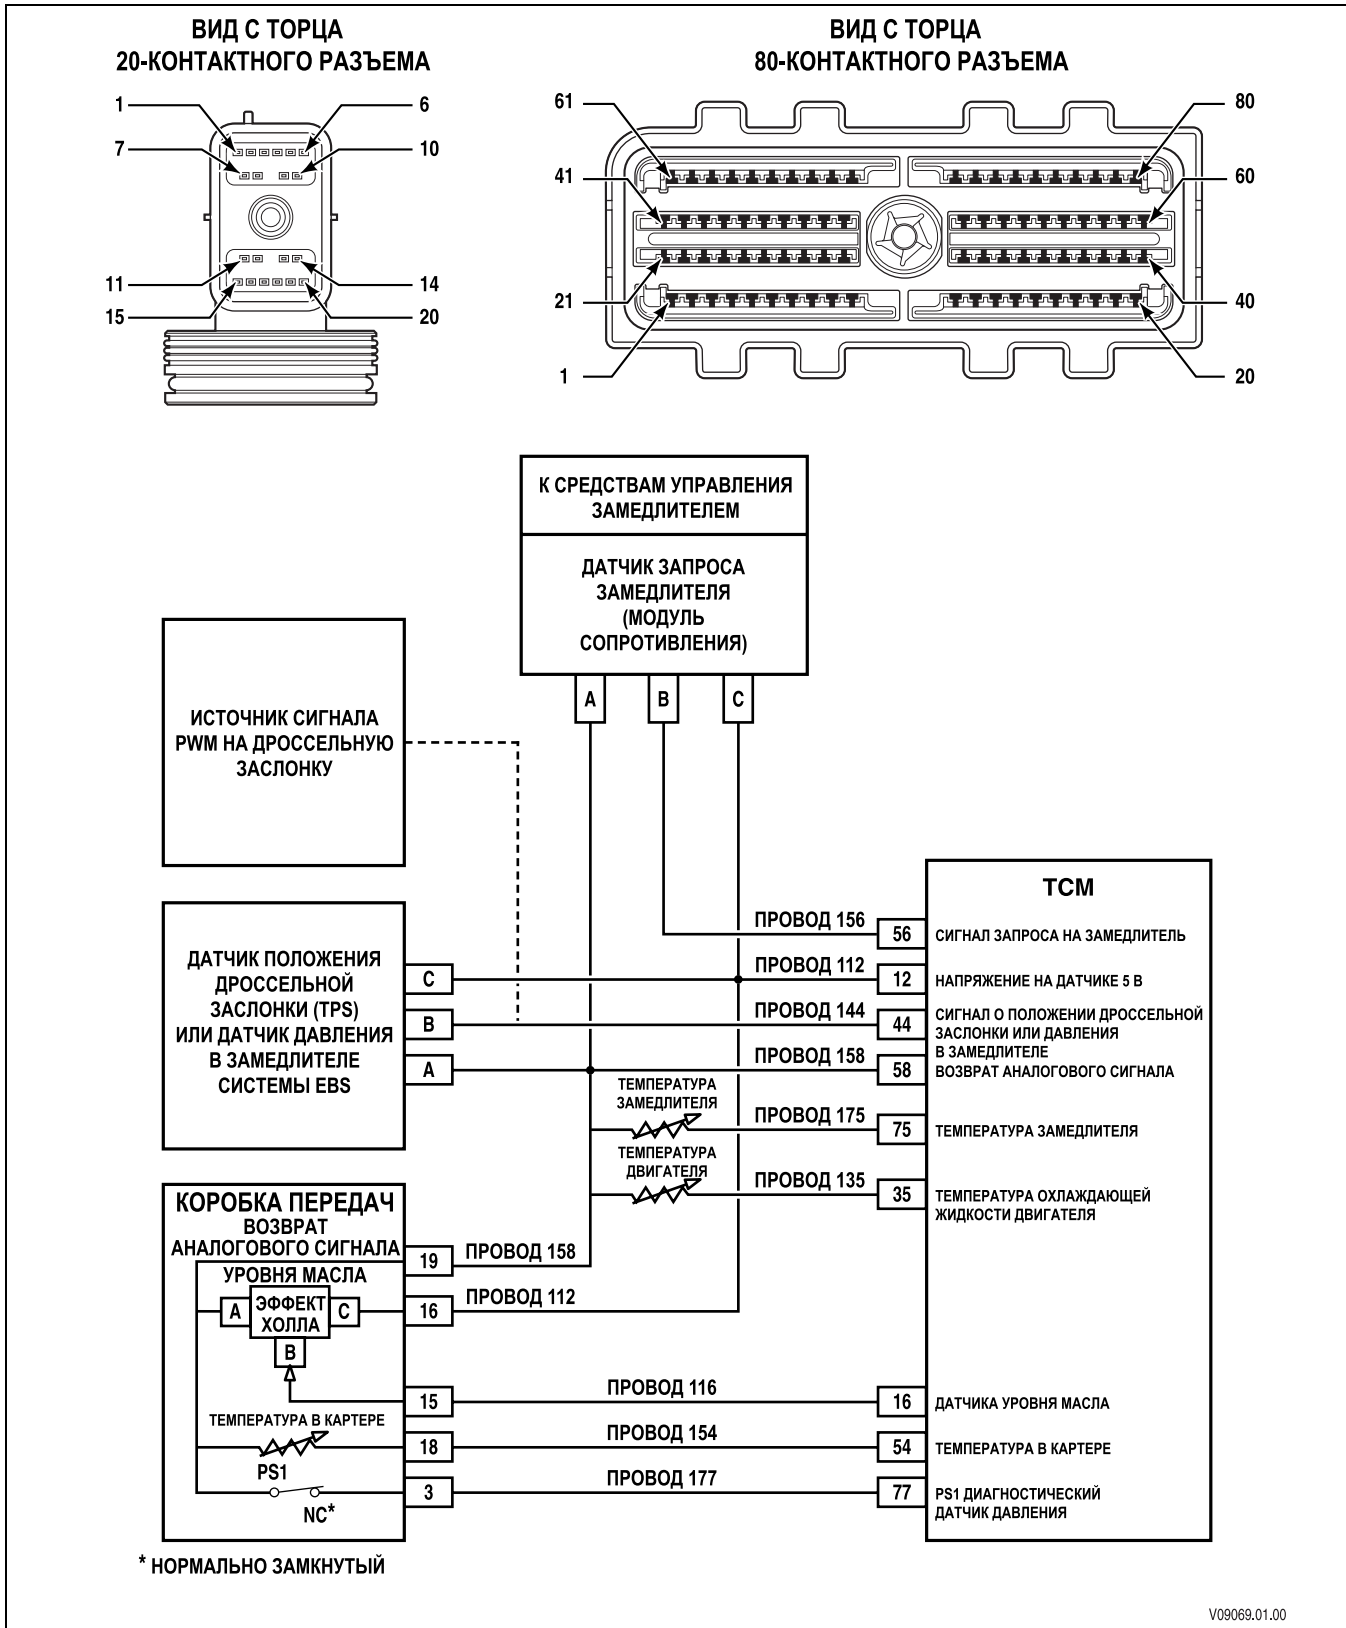 ВИД С ТОРЦА
20-КОНТАКТНОГО РАЗЪЕМА
1
6
7
10
11
14
15
20
ВИД С ТОРЦА
80-КОНТАКТНОГО РАЗЪЕМА
61
80
41
60
21
40
1
20
К СРЕДСТВАМ УПРАВЛЕНИЯ
ЗАМЕДЛИТЕЛЕМ
ДАТЧИК ЗАПРОСА
ЗАМЕДЛИТЕЛЯ
(МОДУЛЬ
СОПРОТИВЛЕНИЯ)
A
B
C
ИСТОЧНИК СИГНАЛА
PWM НА ДРОССЕЛЬНУЮ
ЗАСЛОНКУ
ДАТЧИК ПОЛОЖЕНИЯ
ДРОССЕЛЬНОЙ
ЗАСЛОНКИ (TPS)
ИЛИ ДАТЧИК ДАВЛЕНИЯ
В ЗАМЕДЛИТЕЛЕ
СИСТЕМЫ EBS
C
B
A
TCM
ПРОВОД 156
56
СИГНАЛ ЗАПРОСА НА ЗАМЕДЛИТЕЛЬ
ПРОВОД 112
12
НАПРЯЖЕНИЕ НА ДАТЧИКЕ 5 В
ПРОВОД 144
44
СИГНАЛ О ПОЛОЖЕНИИ ДРОССЕЛЬНОЙ
ЗАСЛОНКИ ИЛИ ДАВЛЕНИЯ
В ЗАМЕДЛИТЕЛЕ
ПРОВОД 158
58
ВОЗВРАТ АНАЛОГОВОГО СИГНАЛА
ТЕМПЕРАТУРА
ЗАМЕДЛИТЕЛЯ
ПРОВОД 175
75
ТЕМПЕРАТУРА ЗАМЕДЛИТЕЛЯ
ТЕМПЕРАТУРА
ДВИГАТЕЛЯ
ПРОВОД 135
35
ТЕМПЕРАТУРА ОХЛАЖДАЮЩЕЙ
ЖИДКОСТИ ДВИГАТЕЛЯ
КОРОБКА ПЕРЕДАЧ
ВОЗВРАТ
АНАЛОГОВОГО СИГНАЛА
19
ПРОВОД 158
УРОВНЯ МАСЛА
A
ЭФФЕКТ
ХОЛЛА
C
B
16
ПРОВОД 112
15
ПРОВОД 116
16
ДАТЧИКА УРОВНЯ МАСЛА
ТЕМПЕРАТУРА В КАРТЕРЕ
18
ПРОВОД 154
54
ТЕМПЕРАТУРА В КАРТЕРЕ
PS1
NC*
3
ПРОВОД 177
77
PS1 ДИАГНОСТИЧЕСКИЙ
ДАТЧИК ДАВЛЕНИЯ
* НОРМАЛЬНО ЗАМКНУТЫЙ
V09069.01.00